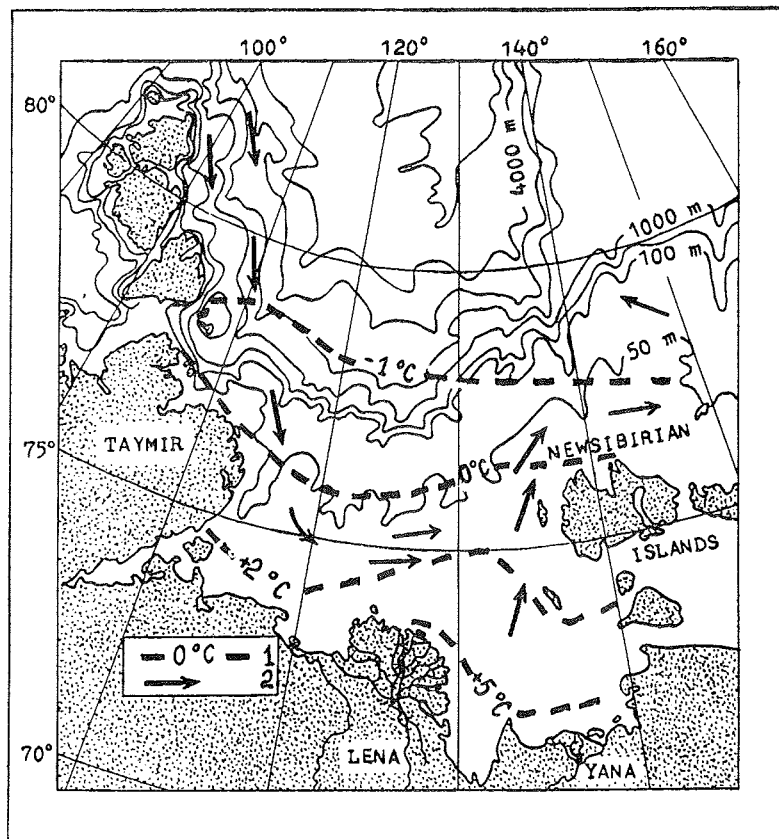 100° 120° 140° 160°
80°
4000 m
1000 m
100 m
50 m
-1°C
TAYMIR
75°
0°C
NEWSIBIRIAN
ISLANDS
+2°C
0°C 1
2
+5°C
70°
LENA
YANA